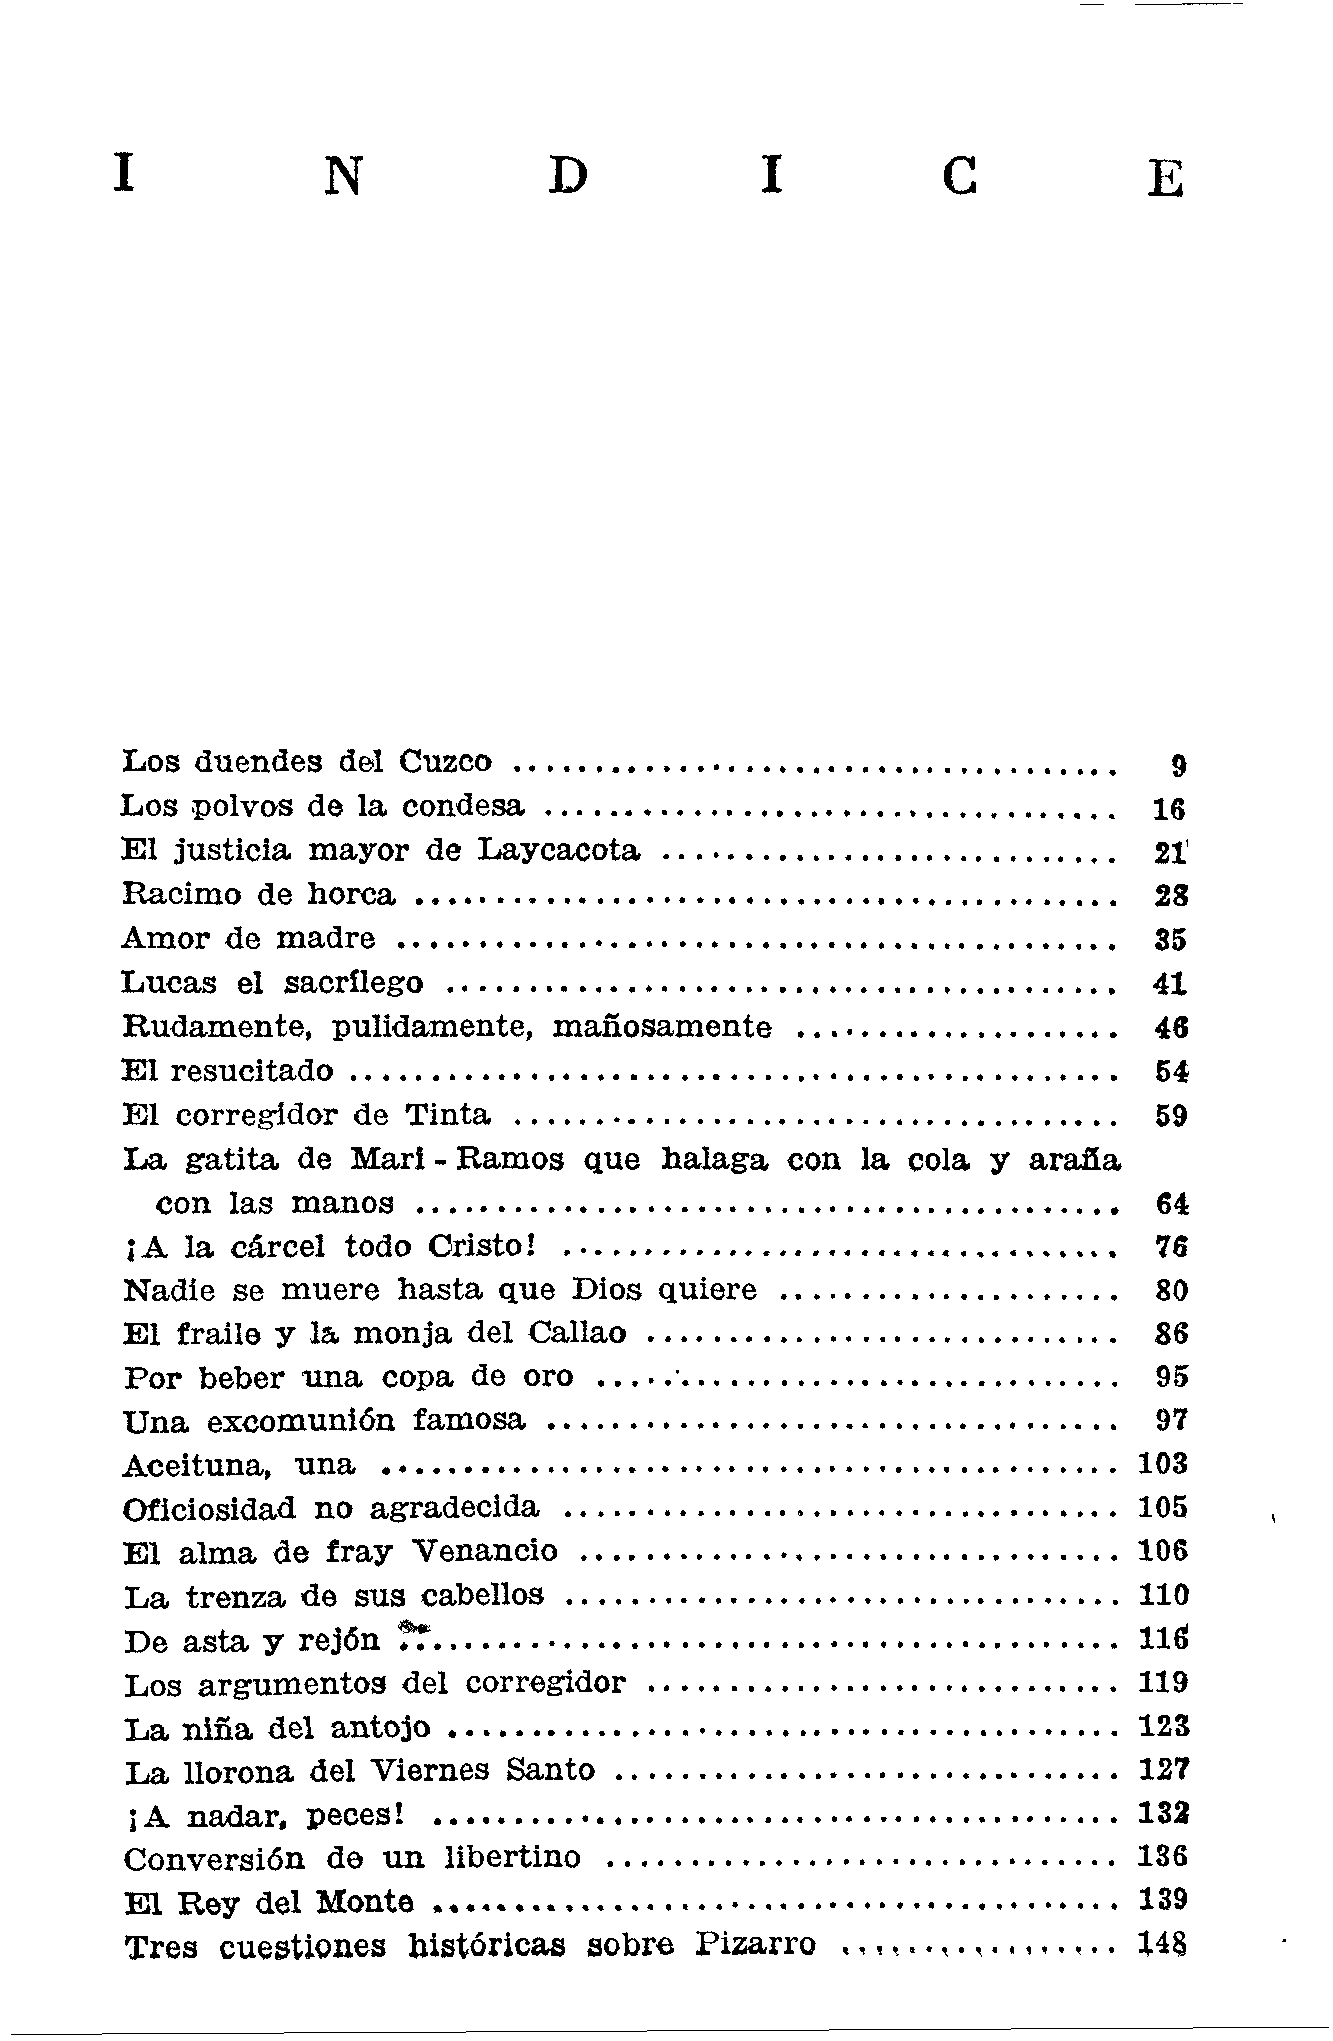 I N D I C E
Los duendes del Cuzco ..................................... 9
Los polvos de la condesa ................................... 16
El justicia mayor de Laycacota ............................ 21
Racimo de horca ........................................... 28
Amor de madre ............................................ 35
Lucas el sacrílego ......................................... 41
Rudamente, pulidamente, mañosamente .................... 46
El resucitado ............................................... 54
El corregidor de Tinta ..................................... 59
La gatita de Mari - Ramos que halaga con la cola y araña
con las manos ........................................... 64
¡A la cárcel todo Cristo! .................................. 76
Nadie se muere hasta que Dios quiere ..................... 80
El fraile y la monja del Callao ............................. 86
Por beber una copa de oro ................................ 95
Una excomunión famosa ................................... 97
Aceituna, una ............................................. 103
Oficiosidad no agradecida .................................. 105
El alma de fray Venancio ................................. 106
La trenza de sus cabellos .................................. 110
De asta y rejón ............................................ 116
Los argumentos del corregidor ............................. 119
La niña del antojo ......................................... 123
La llorona del Viernes Santo ............................... 127
¡A nadar, peces! .......................................... 132
Conversión de un libertino ................................ 136
El Rey del Monte .......................................... 139
Tres cuestiones históricas sobre Pizarro ................. 148